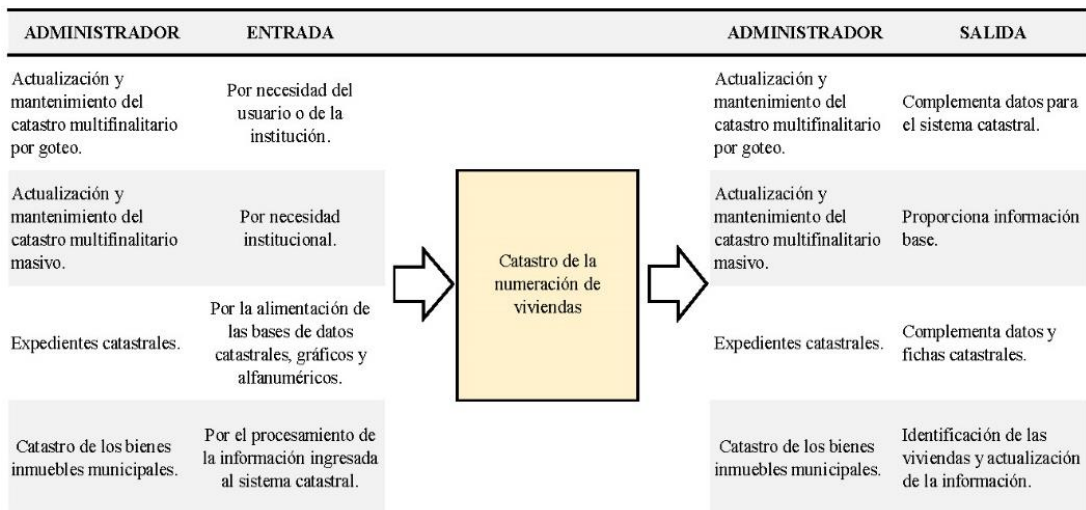 ADMINISTRADOR ENTRADA ADMINISTRADOR SALIDA
Actualización y
mantenimiento del
catastro multifinalitario
por goteo.
Por necesidad del
usuario o de la
institución.
Actualización y
mantenimiento del
catastro multifinalitario
por goteo.
Complementa datos para
el sistema catastral.
Actualización y
mantenimiento del
catastro multifinalitario
masivo.
Por necesidad
institucional.
Catastro de la
numeración de
viviendas
Actualización y
mantenimiento del
catastro multifinalitario
masivo.
Proporciona información
base.
Expedientes catastrales.
Por la alimentación de
las bases de datos
catastrales, gráficos y
alfanuméricos.
Expedientes catastrales.
Complementa datos y
fichas catastrales.
Catastro de los bienes
inmuebles municipales.
Por el procesamiento de
la información ingresada
al sistema catastral.
Catastro de los bienes
inmuebles municipales.
Identificación de las
viviendas y actualización
de la información.